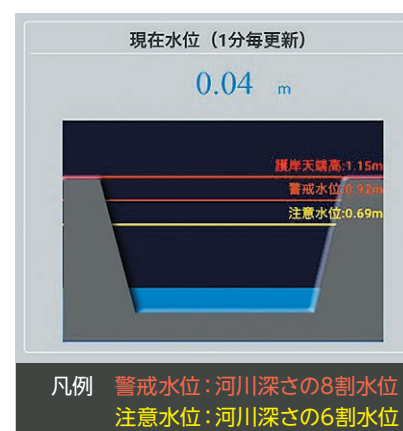 現在水位（1分毎更新）
0.04 m
護岸天端高:1.15m
警戒水位:0.92m
注意水位:0.69m
凡例 警戒水位：河川深さの8割水位
注意水位：河川深さの6割水位